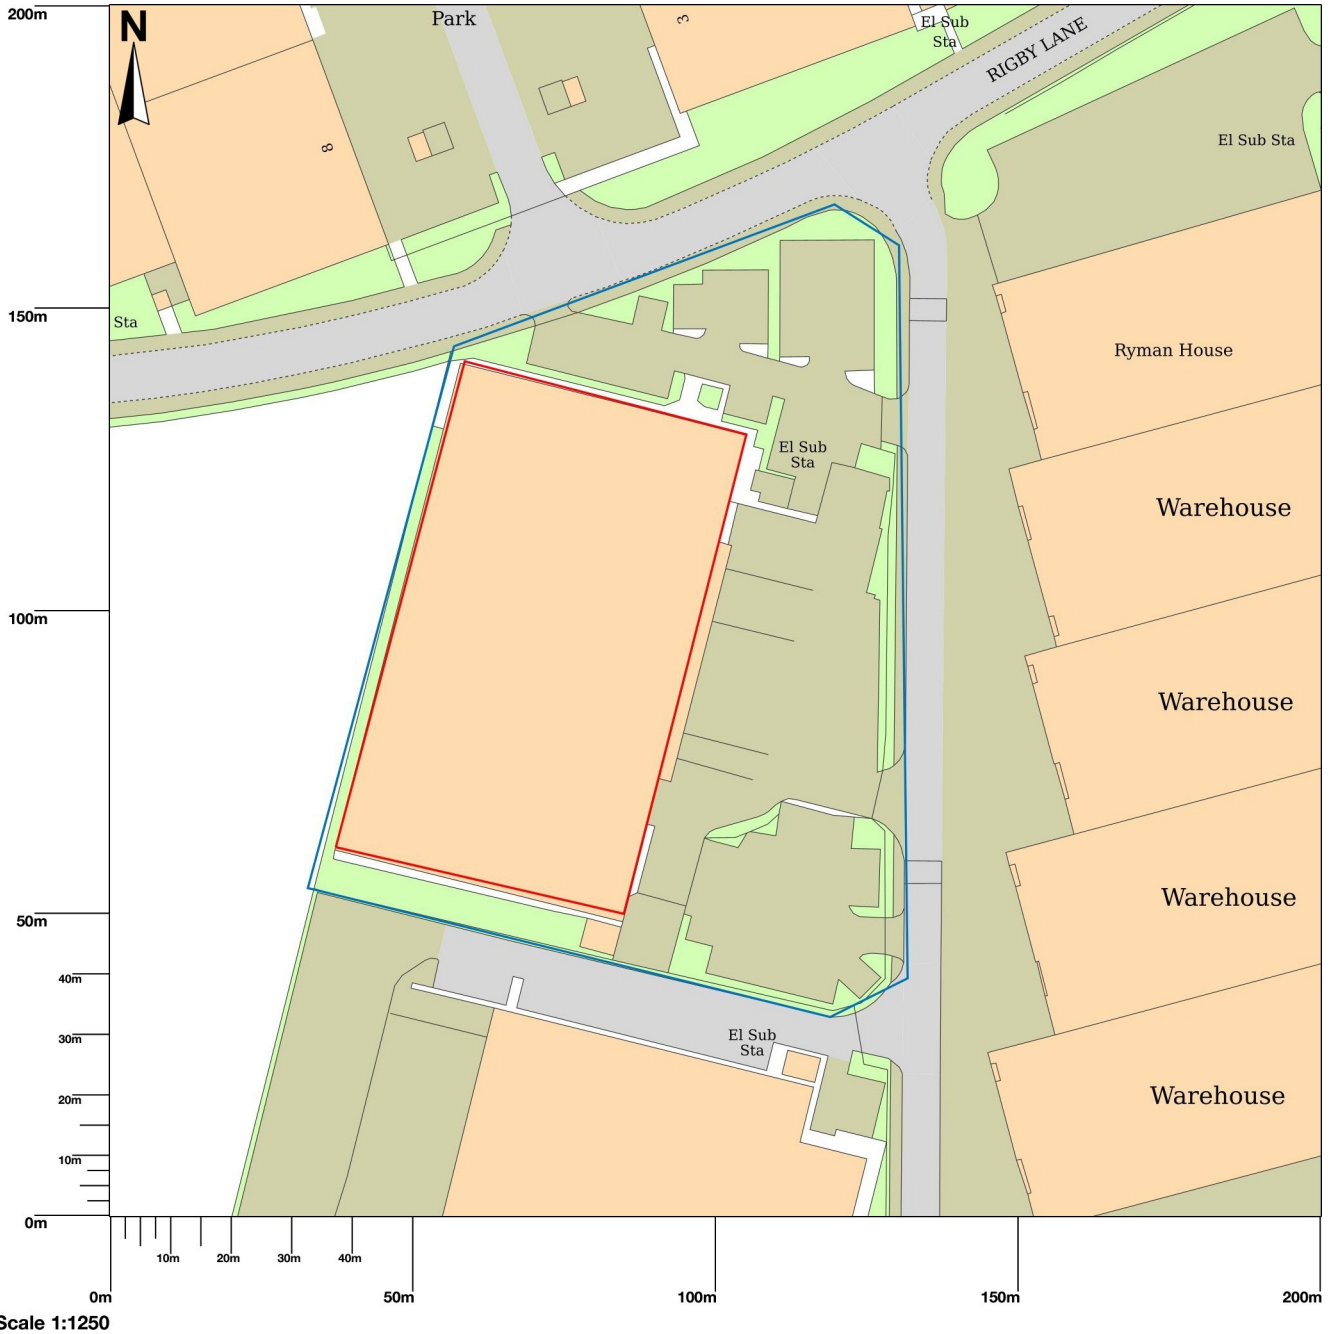 200m
N
Park
3
El Sub
Sta
RIGBY LANE
8
El Sub Sta
150m
Sta
Ryman House
El Sub
Sta
Warehouse
100m
Warehouse
Warehouse
50m
40m
30m
El Sub
Sta
20m
Warehouse
10m
0m
10m
20m
30m
40m
0m
50m
100m
150m
200m
Scale 1:1250